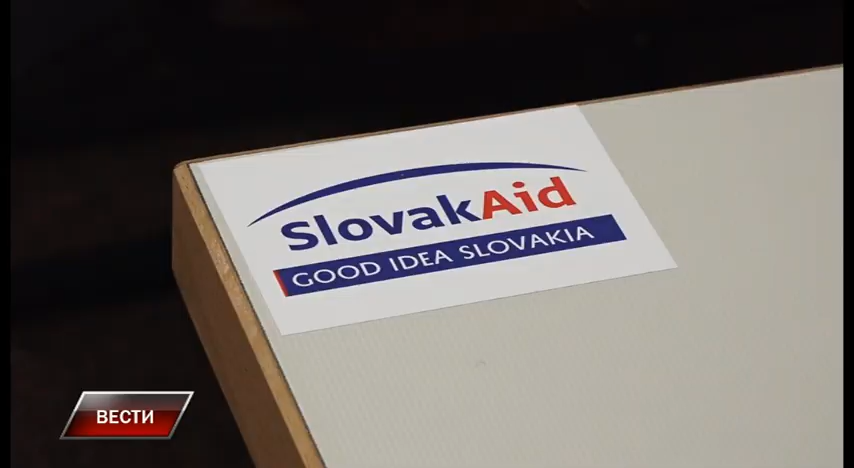 SlovakAid
GOOD IDEA SLOVAKIA
ВЕСТИ